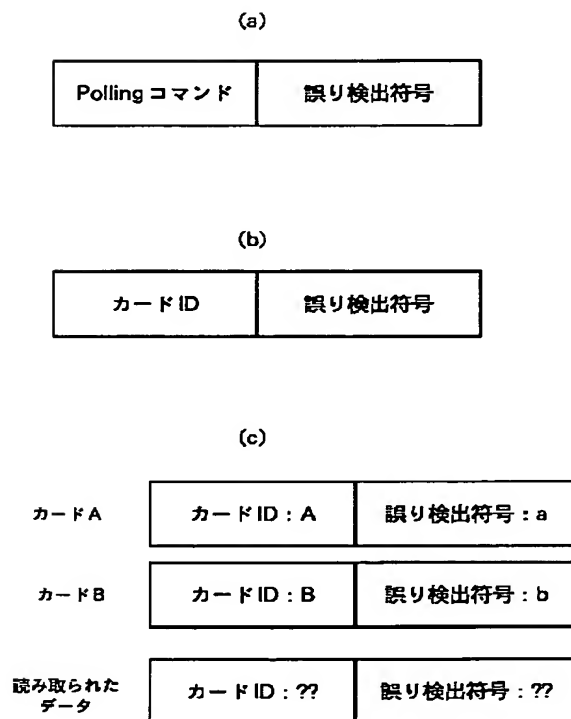 (a)
Pollingコマンド 誤り検出符号
(b)
カードID 誤り検出符号
(c)
カードA カードID：A 誤り検出符号：a
カードB カードID：B 誤り検出符号：b
読み取られた
データ カードID：?? 誤り検出符号：??